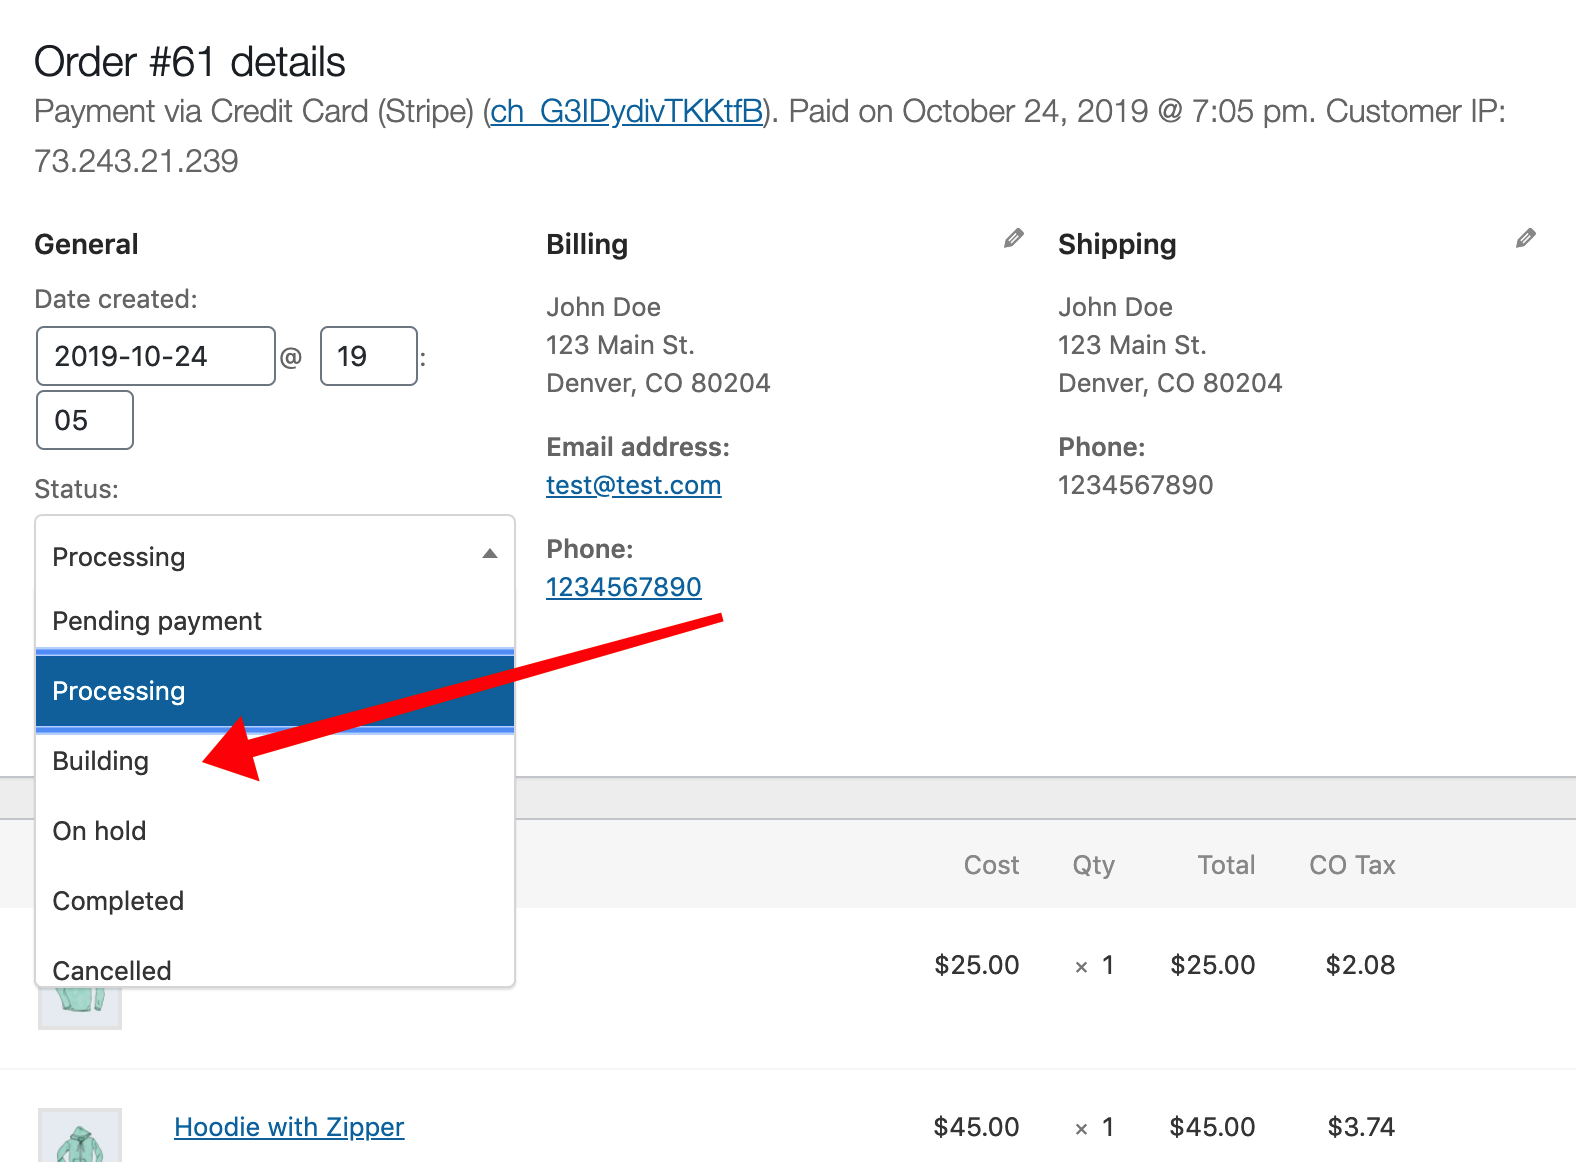 Order #61 details
Payment via Credit Card (Stripe) (ch_G3IDydivTKKtfB). Paid on October 24, 2019 @ 7:05 pm. Customer IP:
73.243.21.239
General
Date created:
2019-10-24 @ 19 :
05
Status:
Processing
Pending payment
Processing
Building
On hold
Completed
Cancelled
Billing
John Doe
123 Main St.
Denver, CO 80204
Email address:
test@test.com
Phone:
1234567890
Shipping
John Doe
123 Main St.
Denver, CO 80204
Phone:
1234567890
Cost Qty Total CO Tax
$25.00 × 1 $25.00 $2.08
Hoodie with Zipper $45.00 × 1 $45.00 $3.74